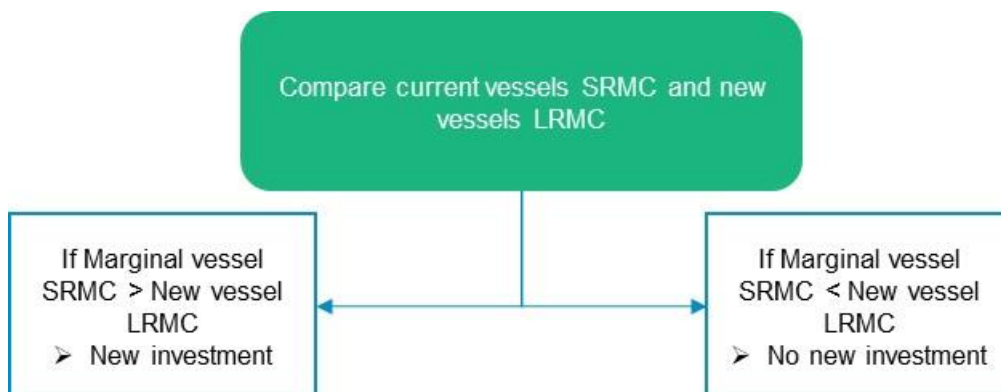 Compare current vessels SRMC and new
vessels LRMC
If Marginal vessel
SRMC > New vessel
LRMC
➢ New investment
If Marginal vessel
SRMC < New vessel
LRMC
➢ No new investment